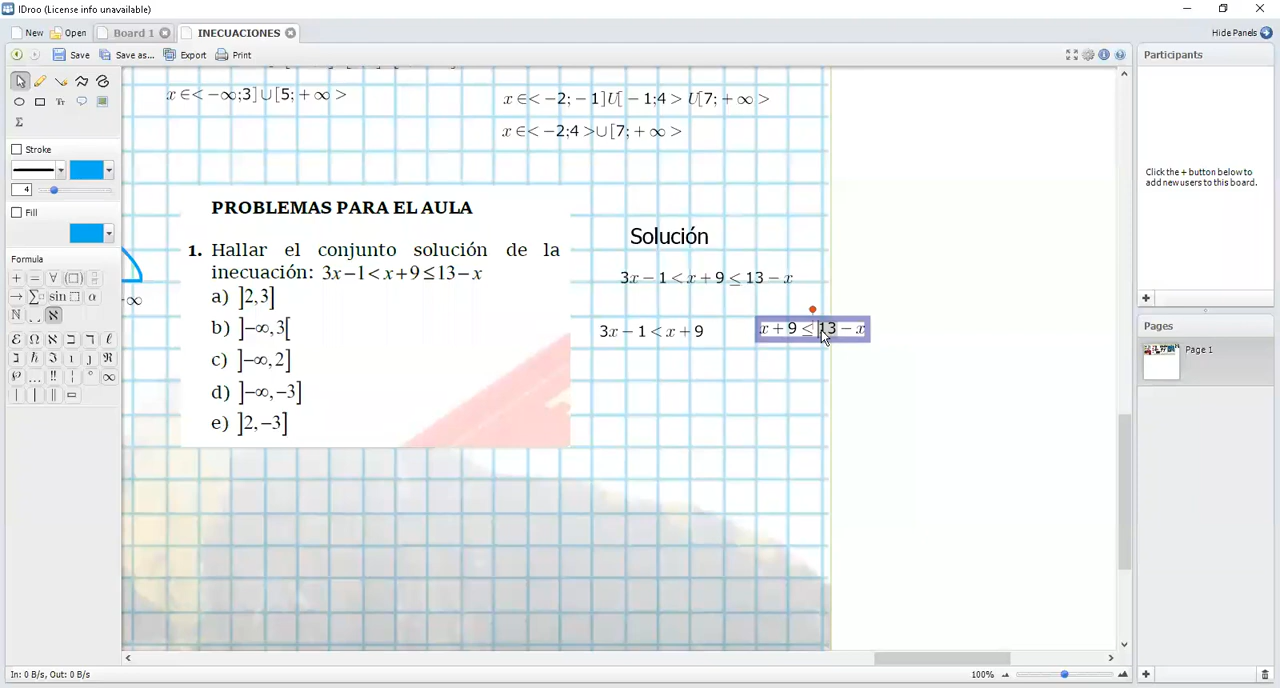 IDroo (License info unavailable)
New Open Board 1 INECUACIONES Hide Panels
Save Save as... Export Print
Participants
Click the + button below to
add new users to this board.
Pages
Page 1
Stroke
4
Fill
Formula
x ∈< −∞;3] ∪ [5; + ∞ >
x ∈< −2; − 1]U[ − 1;4 > U[7; + ∞ >
x ∈< −2;4 >∪ [7; + ∞ >
PROBLEMAS PARA EL AULA
1. Hallar el conjunto solución de la
inecuación: 3x−1<x+9≤13−x
a) ]2,3]
b) ]−∞,3[
c) ]−∞,2]
d) ]−∞,−3]
e) ]2,−3]
−∞
Solución
3x − 1 < x + 9 ≤ 13 − x
3x − 1 < x + 9
x + 9 ≤ 13 − x
In: 0 B/s, Out: 0 B/s
100%